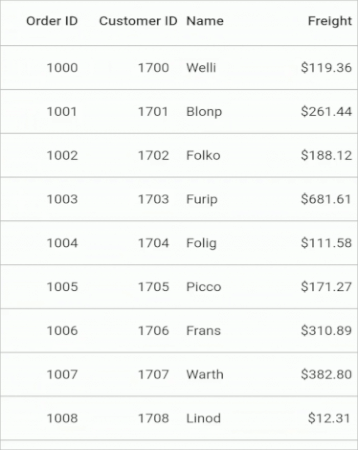 Order ID Customer ID Name Freight
1000 1700 Welli $119.36
1001 1701 Blonp $261.44
1002 1702 Folko $188.12
1003 1703 Furip $681.61
1004 1704 Folig $111.58
1005 1705 Picco $171.27
1006 1706 Frans $310.89
1007 1707 Warth $382.80
1008 1708 Linod $12.31